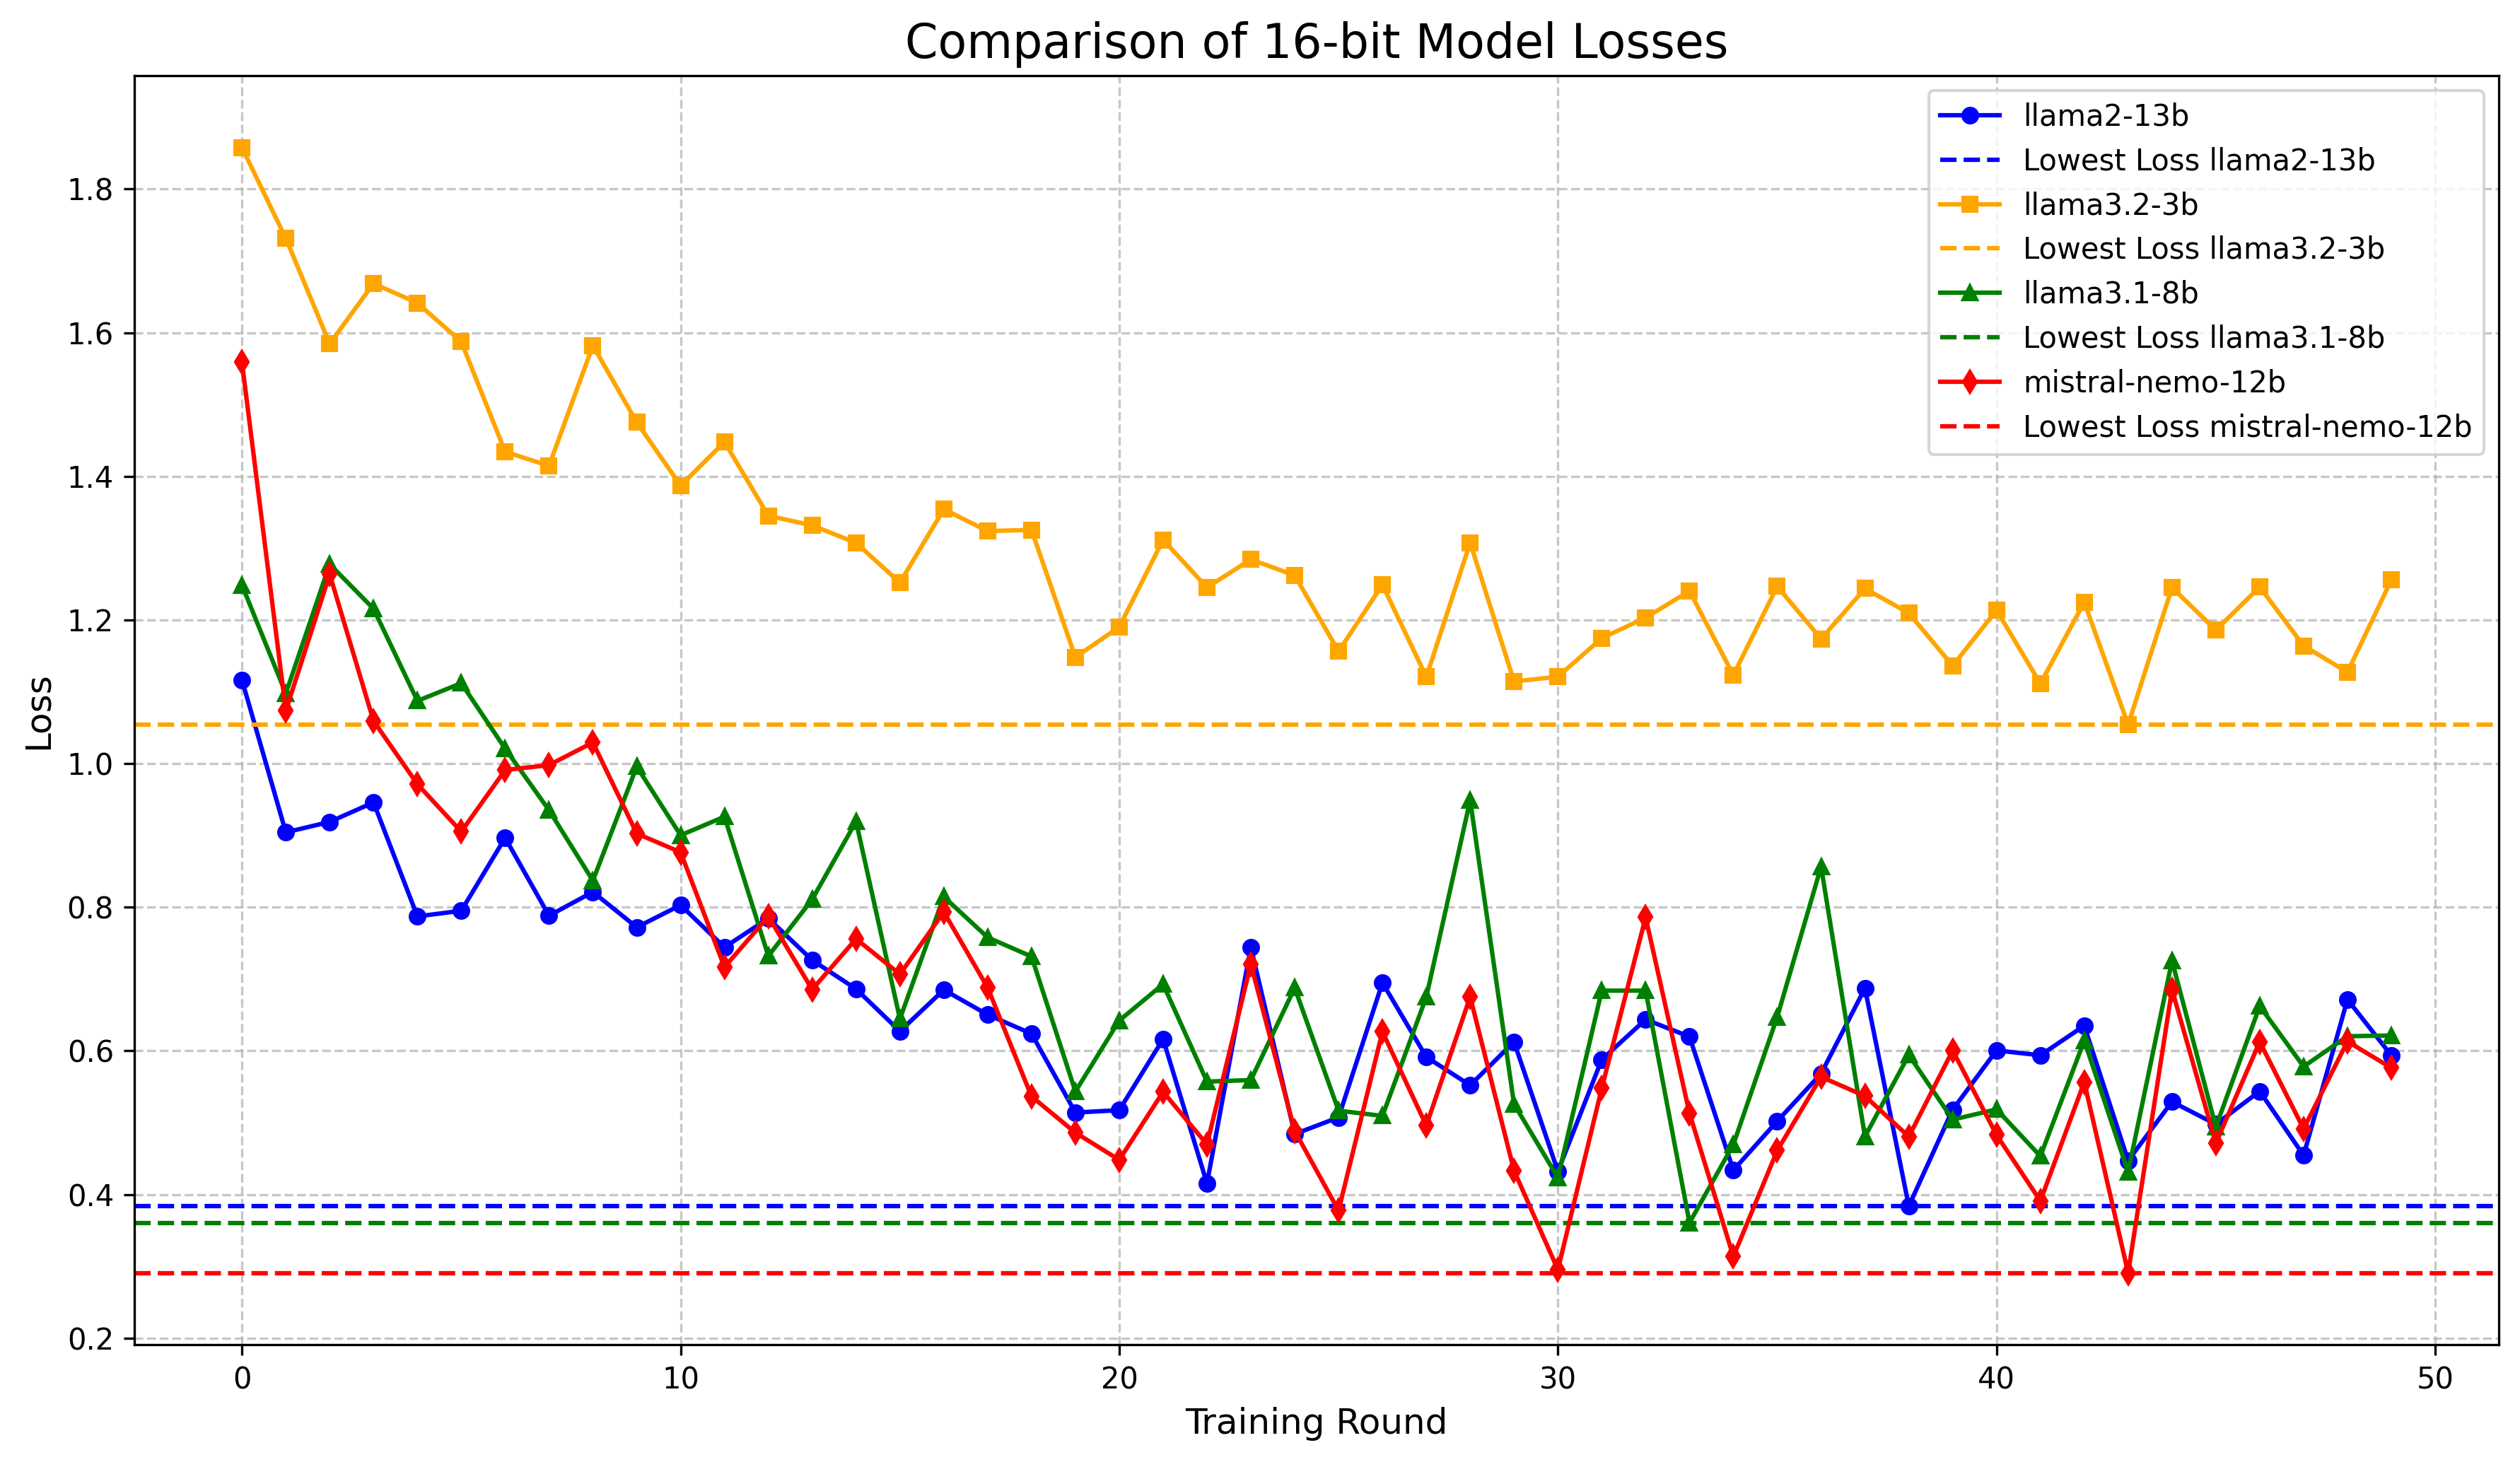 Comparison of 16-bit Model Losses
llama2-13b
Lowest Loss llama2-13b
llama3.2-3b
Lowest Loss llama3.2-3b
llama3.1-8b
Lowest Loss llama3.1-8b
mistral-nemo-12b
Lowest Loss mistral-nemo-12b
Loss
1.8
1.6
1.4
1.2
1.0
0.8
0.6
0.4
0.2
0 10 20 30 40 50
Training Round